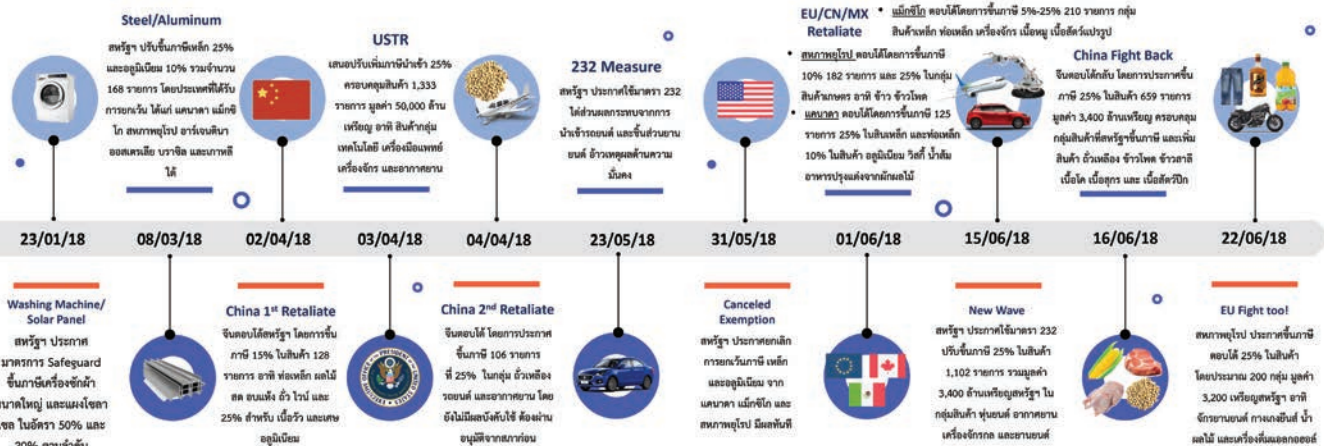 Steel/Aluminum
สหรัฐฯ ปรับขึ้นภาษีเหล็ก 25%
และอลูมิเนียม 10% รวมจำนวน
168 รายการ โดยประเทศที่ได้รับ
การยกเว้น ได้แก่ แคนาดา แม็กซิ
โก สหภาพยุโรป อาร์เจนตินา
ออสเตรเลีย บราซิล และเกาหลี
ใต้
USTR
เสนอปรับเพิ่มภาษีนำเข้า 25%
ครอบคลุมสินค้า 1,333
รายการ มูลค่า 50,000 ล้าน
เหรียญ อาทิ สินค้ากลุ่ม
เทคโนโลยี เครื่องมือแพทย์
เครื่องจักร และอากาศยาน
232 Measure
สหรัฐฯ ประกาศใช้มาตรา 232
ไต่ส่วนผลกระทบจากการ
นำเข้ารถยนต์ และชิ้นส่วนยาน
ยนต์ อ้าวเหตุผลด้านความ
มั่นคง
EU/CN/MX
Retaliate
• แม็กซิโก ตอบโต้โดยการขึ้นภาษี 5%-25% 210 รายการ กลุ่ม
สินค้าเหล็ก ท่อเหล็ก เครื่องจักร เนื้อหมู เนื้อสัตว์แปรรูป
• สหภาพยุโรป ตอบโต้โดยการขึ้นภาษี
10% 182 รายการ และ 25% ในกลุ่ม
สินค้าเกษตร อาทิ ข้าว ข้าวโพด
• แคนาดา ตอบโต้โดยการขึ้นภาษี 125
รายการ 25% ในสินเหล็ก และท่อเหล็ก
10% ในสินค้า อลูมิเนียม วิสกี้ น้ำส้ม
อาหารปรุงแต่งจากผักผลไม้
China Fight Back
จีนตอบโต้กลับ โดยการประกาศขึ้น
ภาษี 25% ในสินค้า 659 รายการ
มูลค่า 3,400 ล้านเหรียญ ครอบคลุม
กลุ่มสินค้าที่สหรัฐฯขึ้นภาษี และเพิ่ม
สินค้า ถั่วเหลือง ข้าวโพด ข้าวสาลี
เนื้อโค เนื้อสุกร และ เนื้อสัตว์ปีก
23/01/18 08/03/18 02/04/18 03/04/18 04/04/18 23/05/18 31/05/18 01/06/18 15/06/18 16/06/18 22/06/18
Washing Machine/
Solar Panel
สหรัฐฯ ประกาศ
มาตรการ Safeguard
ขึ้นภาษีเครื่องซักผ้า
ขนาดใหญ่ และแผงโซลา
เซล ในอัตรา 50% และ
China 1st Retaliate
จีนตอบโต้สหรัฐฯ โดยการขึ้น
ภาษี 15% ในสินค้า 128
รายการ อาทิ ท่อเหล็ก ผลไม้
สด อบแห้ง ถั่ว ไวน์ และ
25% สำหรับ เนื้อวัว และเศษ
อลูมิเนียม
China 2nd Retaliate
จีนตอบโต้ โดยการประกาศ
ขึ้นภาษี 106 รายการ
ที่ 25% ในกลุ่ม ถั่วเหลือง
รถยนต์ และอากาศยาน โดย
ยังไม่มีผลบังคับใช้ ต้องผ่าน
อนุมัติจากสภาก่อน
Canceled
Exemption
สหรัฐฯ ประกาศยกเลิก
การยกเว้นภาษี เหล็ก
และอลูมิเนียม จาก
แคนาดา แม็กซิโก และ
สหภาพยุโรป มีผลทันที
New Wave
สหรัฐฯ ประกาศใช้มาตรา 232
ปรับขึ้นภาษี 25% ในสินค้า
1,102 รายการ รวมมูลค่า
3,400 ล้านเหรียญสหรัฐฯ ใน
กลุ่มสินค้า หุ่นยนต์ อากาศยาน
เครื่องจักรกล และยานยนต์
EU Fight too!
สหภาพยุโรป ประกาศขึ้นภาษี
ตอบโต้ 25% ในสินค้า
โดยประมาณ 200 กลุ่ม มูลค่า
3,200 เหรียญสหรัฐฯ อาทิ
จักรยานยนต์ กางเกงยีนส์ น้ำ
ผลไม้ และเครื่องดื่มแอลกอฮอล์